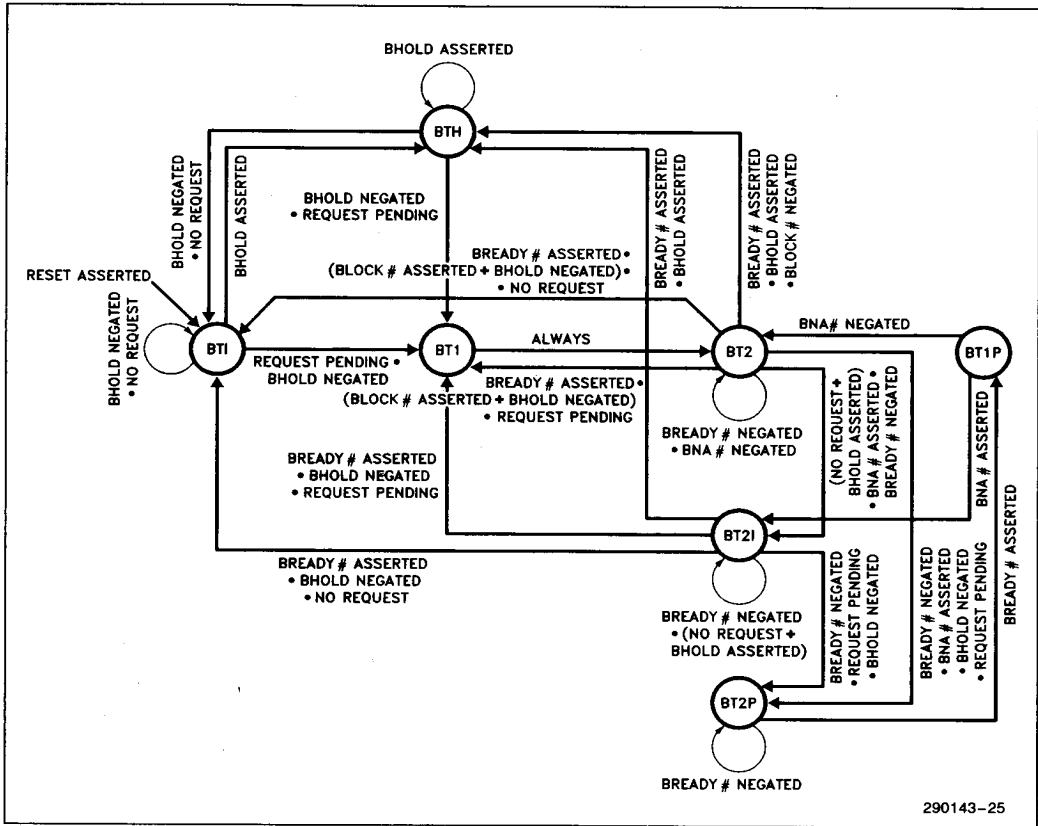 BHOLD ASSERTED
BTH
BHOLD NEGATED
• NO REQUEST
BHOLD ASSERTED
BHOLD NEGATED
• REQUEST PENDING
BREADY # ASSERTED
• BHOLD ASSERTED
BREADY # ASSERTED
• BHOLD ASSERTED
• BLOCK # NEGATED
BREADY # ASSERTED •
(BLOCK # ASSERTED + BHOLD NEGATED) •
• NO REQUEST
RESET ASSERTED
BHOLD NEGATED
• NO REQUEST
BTI
REQUEST PENDING •
BHOLD NEGATED
BT1
ALWAYS
BT2
BNA# NEGATED
BT1P
BREADY # ASSERTED •
(BLOCK # ASSERTED + BHOLD NEGATED)
• REQUEST PENDING
BREADY # NEGATED
• BNA # NEGATED
(NO REQUEST +
BHOLD ASSERTED)
• BNA # ASSERTED •
BREADY # NEGATED
BNA # ASSERTED
BREADY # ASSERTED
BREADY # ASSERTED
• BHOLD NEGATED
• REQUEST PENDING
BT2I
BREADY # ASSERTED
• BHOLD NEGATED
• NO REQUEST
BREADY # NEGATED
• (NO REQUEST +
BHOLD ASSERTED)
BREADY # NEGATED
• REQUEST PENDING
• BHOLD NEGATED
BREADY # NEGATED
• BNA # ASSERTED
• BHOLD NEGATED
• REQUEST PENDING
BT2P
BREADY # NEGATED
290143-25